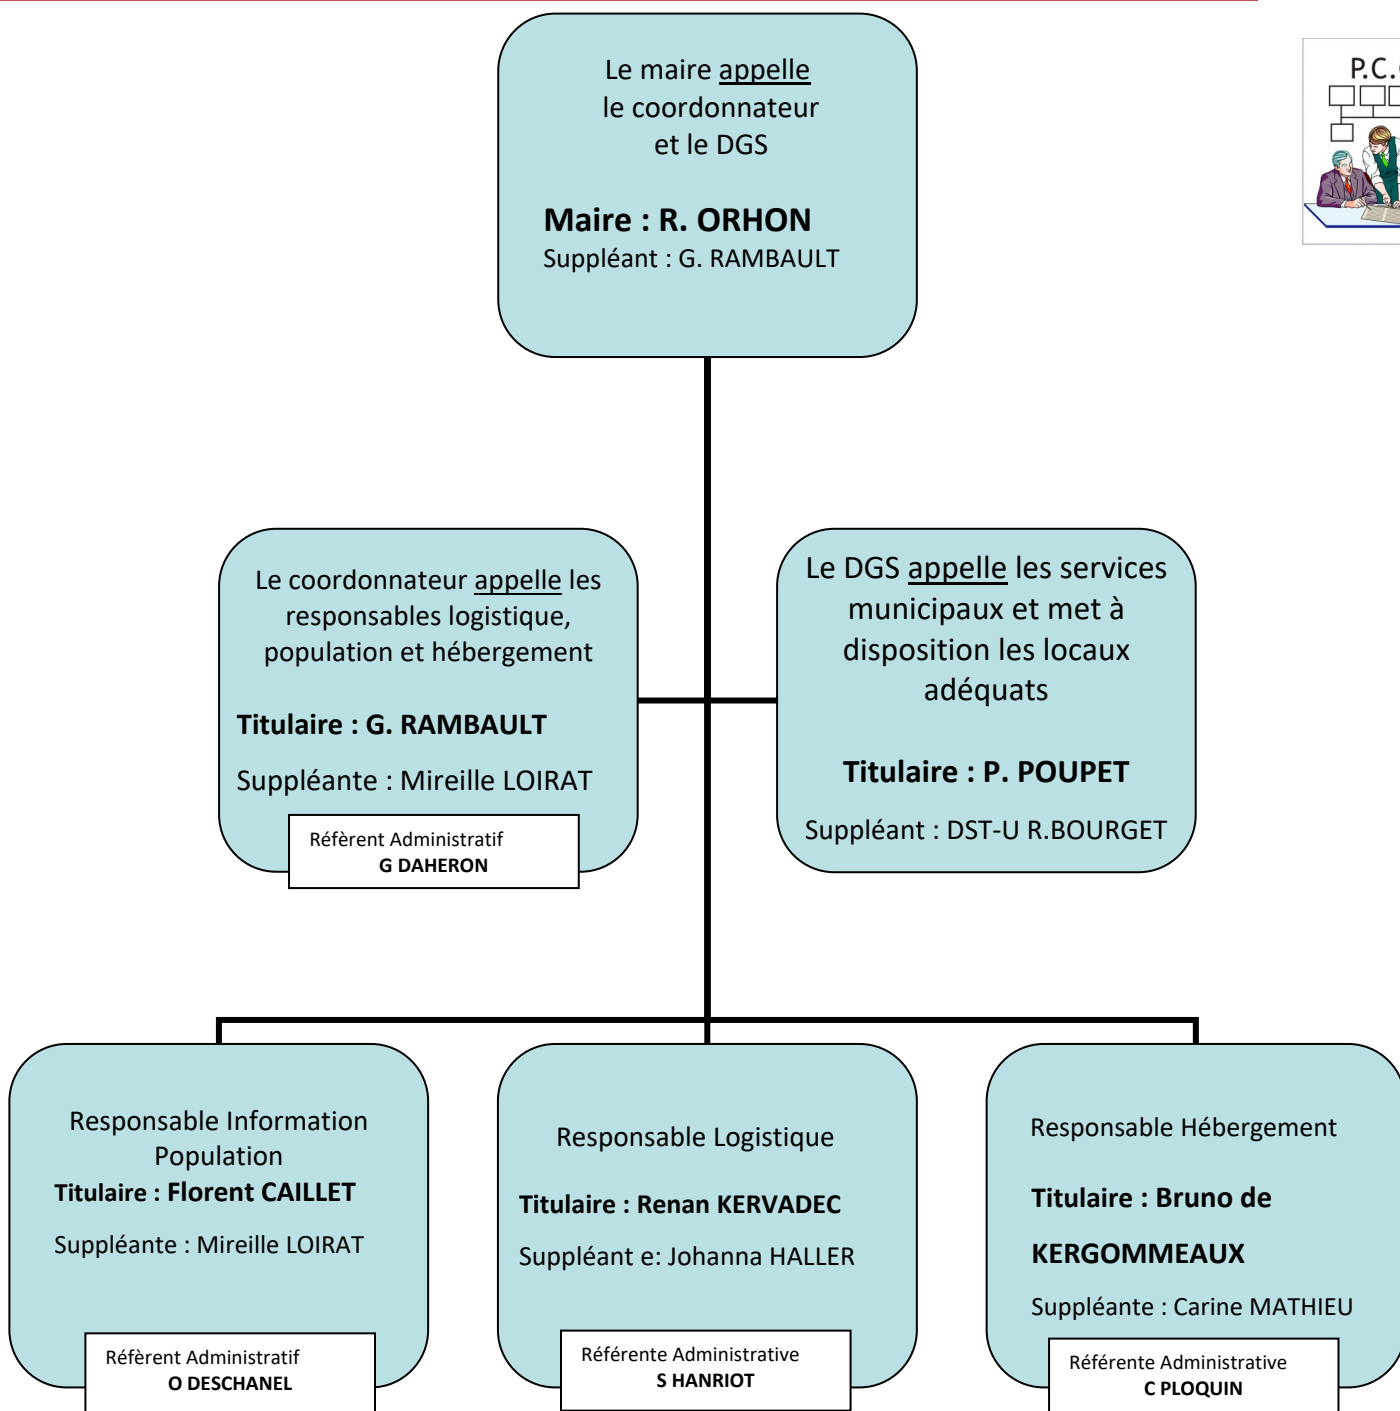 P.C.
Le maire appelle
le coordonnateur
et le DGS
Maire : R. ORHON
Suppléant : G. RAMBAULT
Le coordonnateur appelle les
responsables logistique,
population et hébergement
Titulaire : G. RAMBAULT
Suppléante : Mireille LOIRAT
Réfèrent Administratif
G DAHERON
Le DGS appelle les services
municipaux et met à
disposition les locaux
adéquats
Titulaire : P. POUPET
Suppléant : DST-U R.BOURGET
Responsable Information
Population
Titulaire : Florent CAILLET
Suppléante : Mireille LOIRAT
Réfèrent Administratif
O DESCHANEL
Responsable Logistique
Titulaire : Renan KERVADEC
Suppléant e: Johanna HALLER
Référente Administrative
S HANRIOT
Responsable Hébergement
Titulaire : Bruno de
KERGOMMEAUX
Suppléante : Carine MATHIEU
Référente Administrative
C PLOQUIN